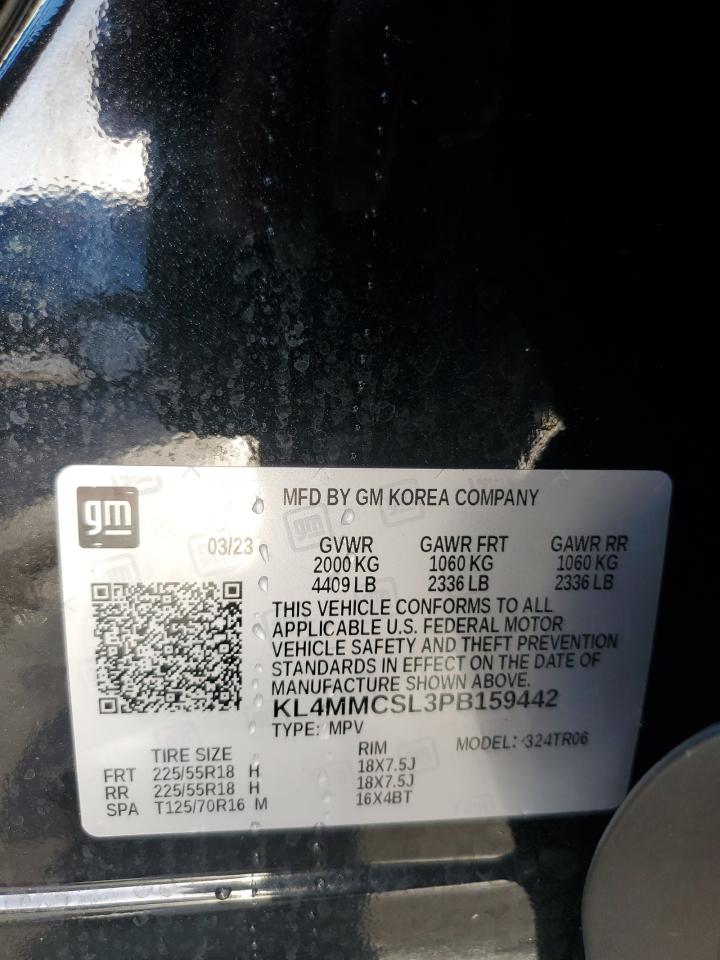 gm
MFD BY GM KOREA COMPANY
03/23
GVWR GAWR FRT GAWR RR
2000 KG 1060 KG 1060 KG
4409 LB 2336 LB 2336 LB
THIS VEHICLE CONFORMS TO ALL
APPLICABLE U.S. FEDERAL MOTOR
VEHICLE SAFETY AND THEFT PREVENTION
STANDARDS IN EFFECT ON THE DATE OF
MANUFACTURE SHOWN ABOVE.
KL4MMCSL3PB159442
TYPE: MPV MODEL: 324TR06
TIRE SIZE RIM
FRT 225/55R18 H 18X7.5J
RR 225/55R18 H 18X7.5J
SPA T125/70R16 M 16X4BT